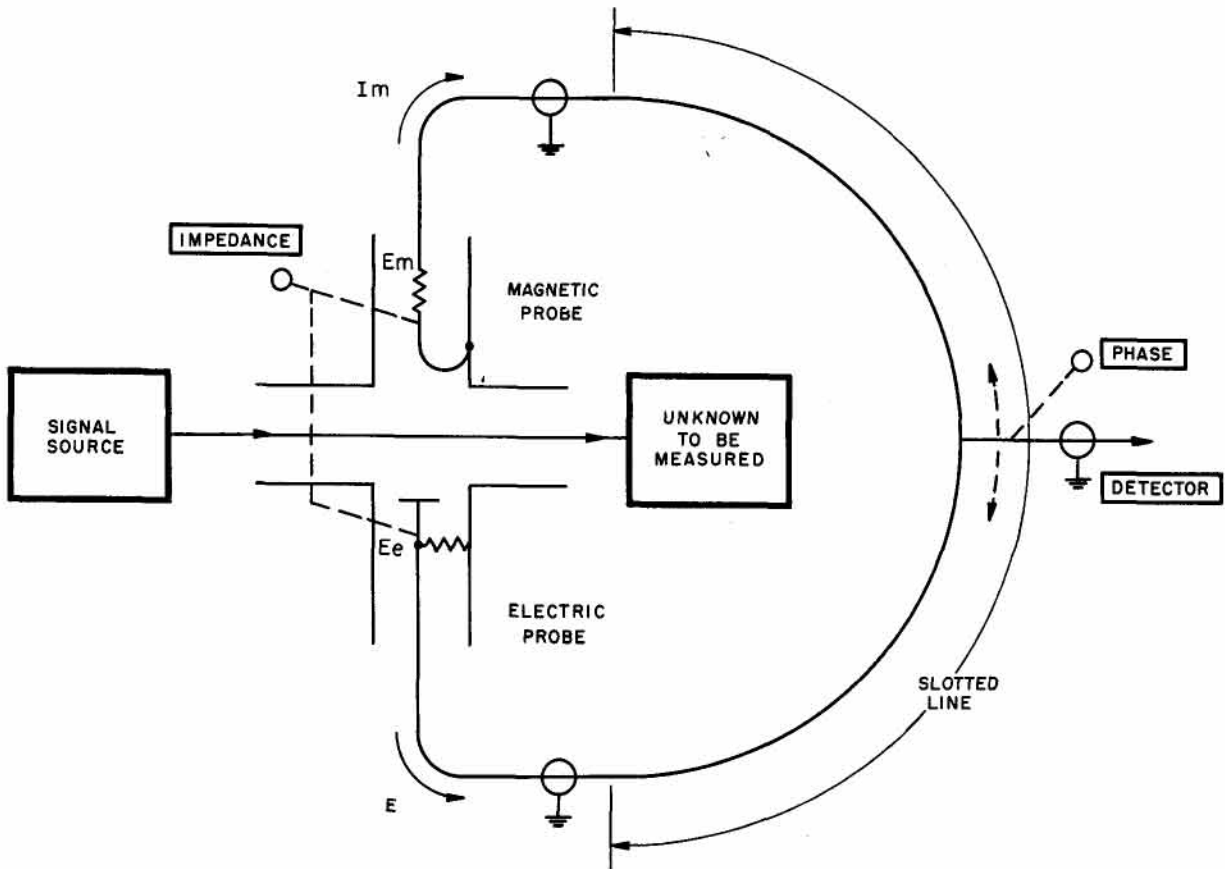 Im
IMPEDANCE
Em
MAGNETIC
PROBE
PHASE
SIGNAL
SOURCE
UNKNOWN
TO BE
MEASURED
DETECTOR
Ee
ELECTRIC
PROBE
SLOTTED
LINE
E